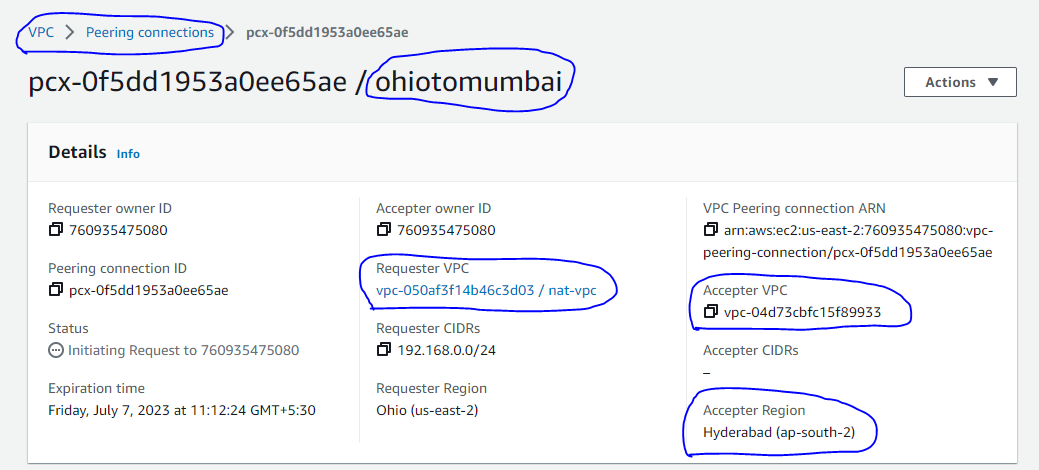 VPC > Peering connections > pcx-0f5dd1953a0ee65ae
pcx-0f5dd1953a0ee65ae / ohiotomumbai
Actions
Details Info
Requester owner ID
760935475080
Peering connection ID
pcx-0f5dd1953a0ee65ae
Status
Initiating Request to 760935475080
Expiration time
Friday, July 7, 2023 at 11:12:24 GMT+5:30
Accepter owner ID
760935475080
Requester VPC
vpc-050af3f14b46c3d03 / nat-vpc
Requester CIDRs
192.168.0.0/24
Requester Region
Ohio (us-east-2)
VPC Peering connection ARN
arn:aws:ec2:us-east-2:760935475080:vpc-
peering-connection/pcx-0f5dd1953a0ee65ae
Accepter VPC
vpc-04d73cbfc15f89933
Accepter CIDRs
–
Accepter Region
Hyderabad (ap-south-2)